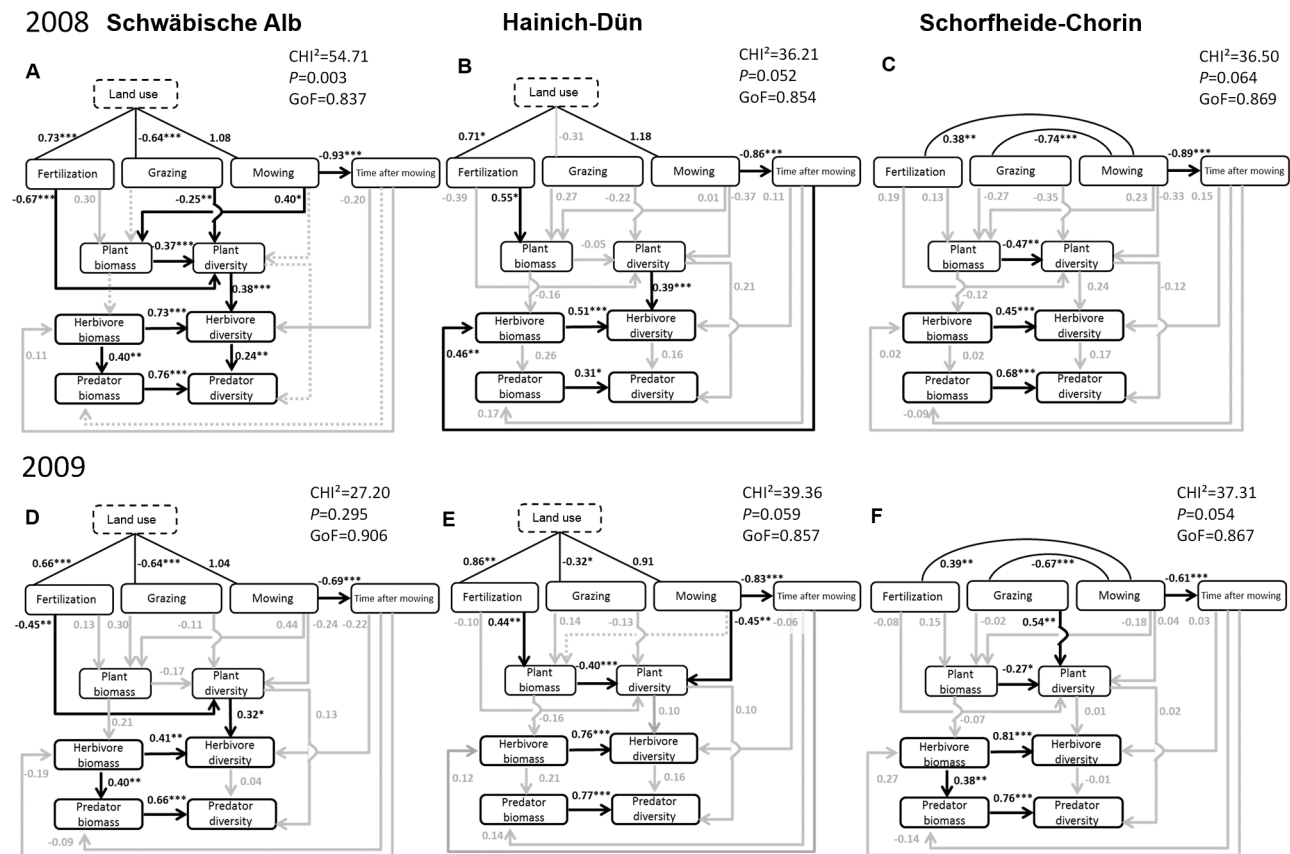 2008 Schwäbische Alb
Hainich-Dün
Schorfheide-Chorin
A
CHI²=54.71
P=0.003
GoF=0.837
Land use
0.73***
-0.64***
1.08
-0.93***
Fertilization
Grazing
Mowing
Time after mowing
-0.67***
0.30
-0.25**
0.40*
-0.20
Plant
biomass
-0.37***
Plant
diversity
0.38***
Herbivore
biomass
0.73***
Herbivore
diversity
0.11
0.40**
0.24**
Predator
biomass
0.76***
Predator
diversity
B
CHI²=36.21
P=0.052
GoF=0.854
Land use
0.71*
-0.31
1.18
-0.86***
Fertilization
Grazing
Mowing
Time after mowing
-0.39
0.55*
0.27
-0.22
0.01
-0.37
0.11
Plant
biomass
-0.05
Plant
diversity
-0.16
0.39***
0.21
Herbivore
biomass
0.51***
Herbivore
diversity
0.46**
0.26
0.16
Predator
biomass
0.31*
Predator
diversity
0.17
C
CHI²=36.50
P=0.064
GoF=0.869
0.38**
-0.74***
-0.89***
Fertilization
Grazing
Mowing
Time after mowing
0.19
0.13
-0.27
-0.35
0.23
-0.33
0.15
Plant
biomass
-0.47**
Plant
diversity
-0.12
0.24
-0.12
Herbivore
biomass
0.45***
Herbivore
diversity
0.02
0.02
0.17
Predator
biomass
0.68***
Predator
diversity
-0.09
2009
D
CHI²=27.20
P=0.295
GoF=0.906
Land use
0.66***
-0.64***
1.04
-0.69***
Fertilization
Grazing
Mowing
Time after mowing
-0.45**
0.13
0.30
-0.11
0.44
-0.24
-0.22
Plant
biomass
-0.17
Plant
diversity
0.21
0.32*
0.13
Herbivore
biomass
0.41**
Herbivore
diversity
-0.19
0.40**
0.04
Predator
biomass
0.66***
Predator
diversity
-0.09
E
CHI²=39.36
P=0.059
GoF=0.857
Land use
0.86**
-0.32*
0.91
-0.83***
Fertilization
Grazing
Mowing
Time after mowing
-0.10
0.44**
0.14
-0.13
-0.45**
-0.06
Plant
biomass
-0.40***
Plant
diversity
-0.16
0.10
0.10
Herbivore
biomass
0.76***
Herbivore
diversity
0.12
0.21
0.16
Predator
biomass
0.77***
Predator
diversity
0.14
F
CHI²=37.31
P=0.054
GoF=0.867
0.39**
-0.67***
-0.61***
Fertilization
Grazing
Mowing
Time after mowing
-0.08
0.15
-0.02
0.54**
-0.18
0.04
0.03
Plant
biomass
-0.27*
Plant
diversity
-0.07
0.01
0.02
Herbivore
biomass
0.81***
Herbivore
diversity
0.27
0.38**
-0.01
Predator
biomass
0.76***
Predator
diversity
-0.14